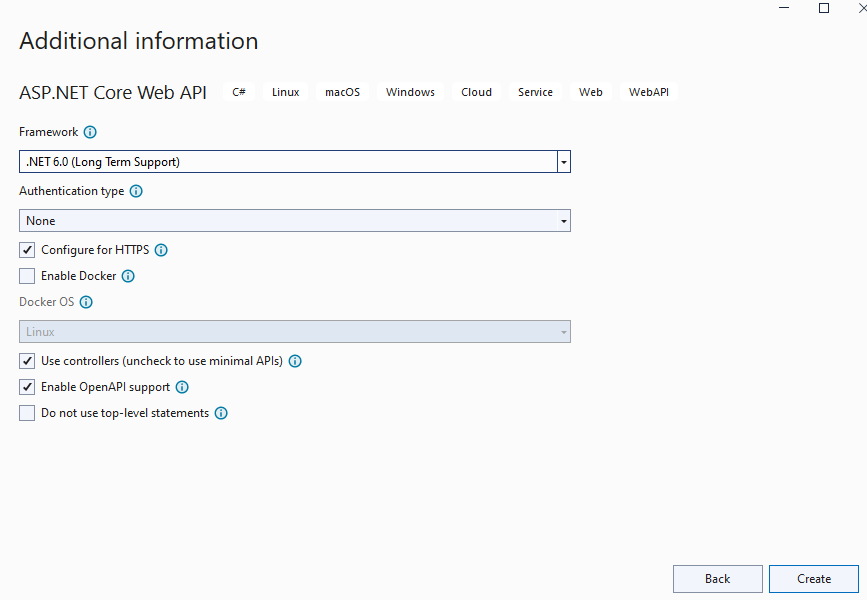 Additional information
ASP.NET Core Web API C# Linux macOS Windows Cloud Service Web WebAPI
Framework
.NET 6.0 (Long Term Support)
Authentication type
None
Configure for HTTPS
Enable Docker
Docker OS
Linux
Use controllers (uncheck to use minimal APIs)
Enable OpenAPI support
Do not use top-level statements
Back Create